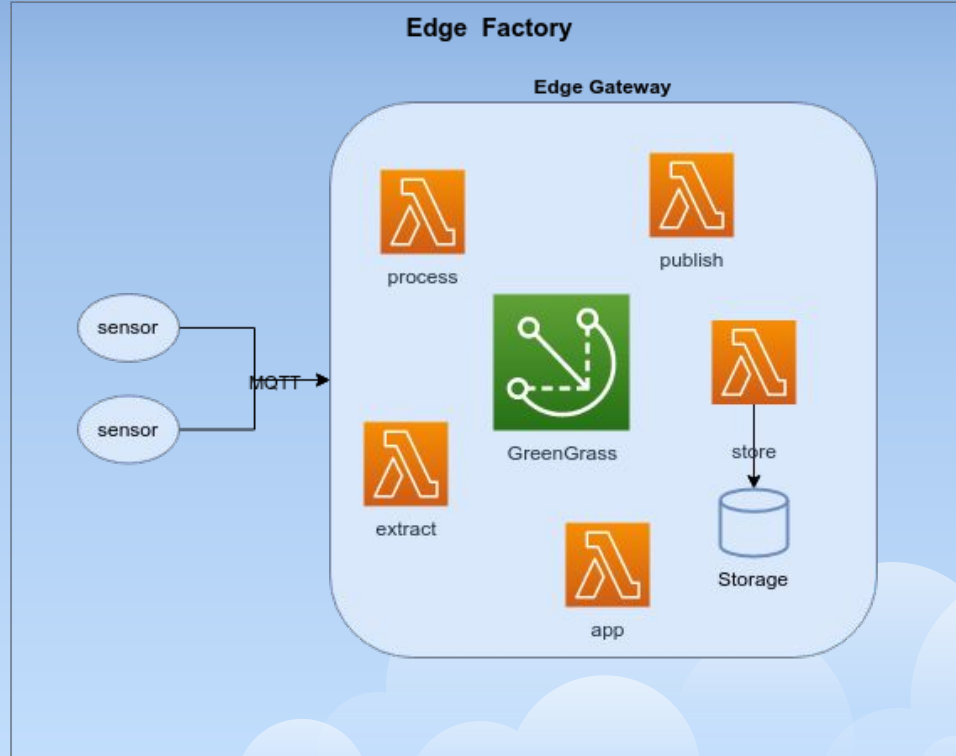 Edge Factory
Edge Gateway
process
publish
sensor
MQTT
sensor
GreenGrass
store
extract
Storage
app